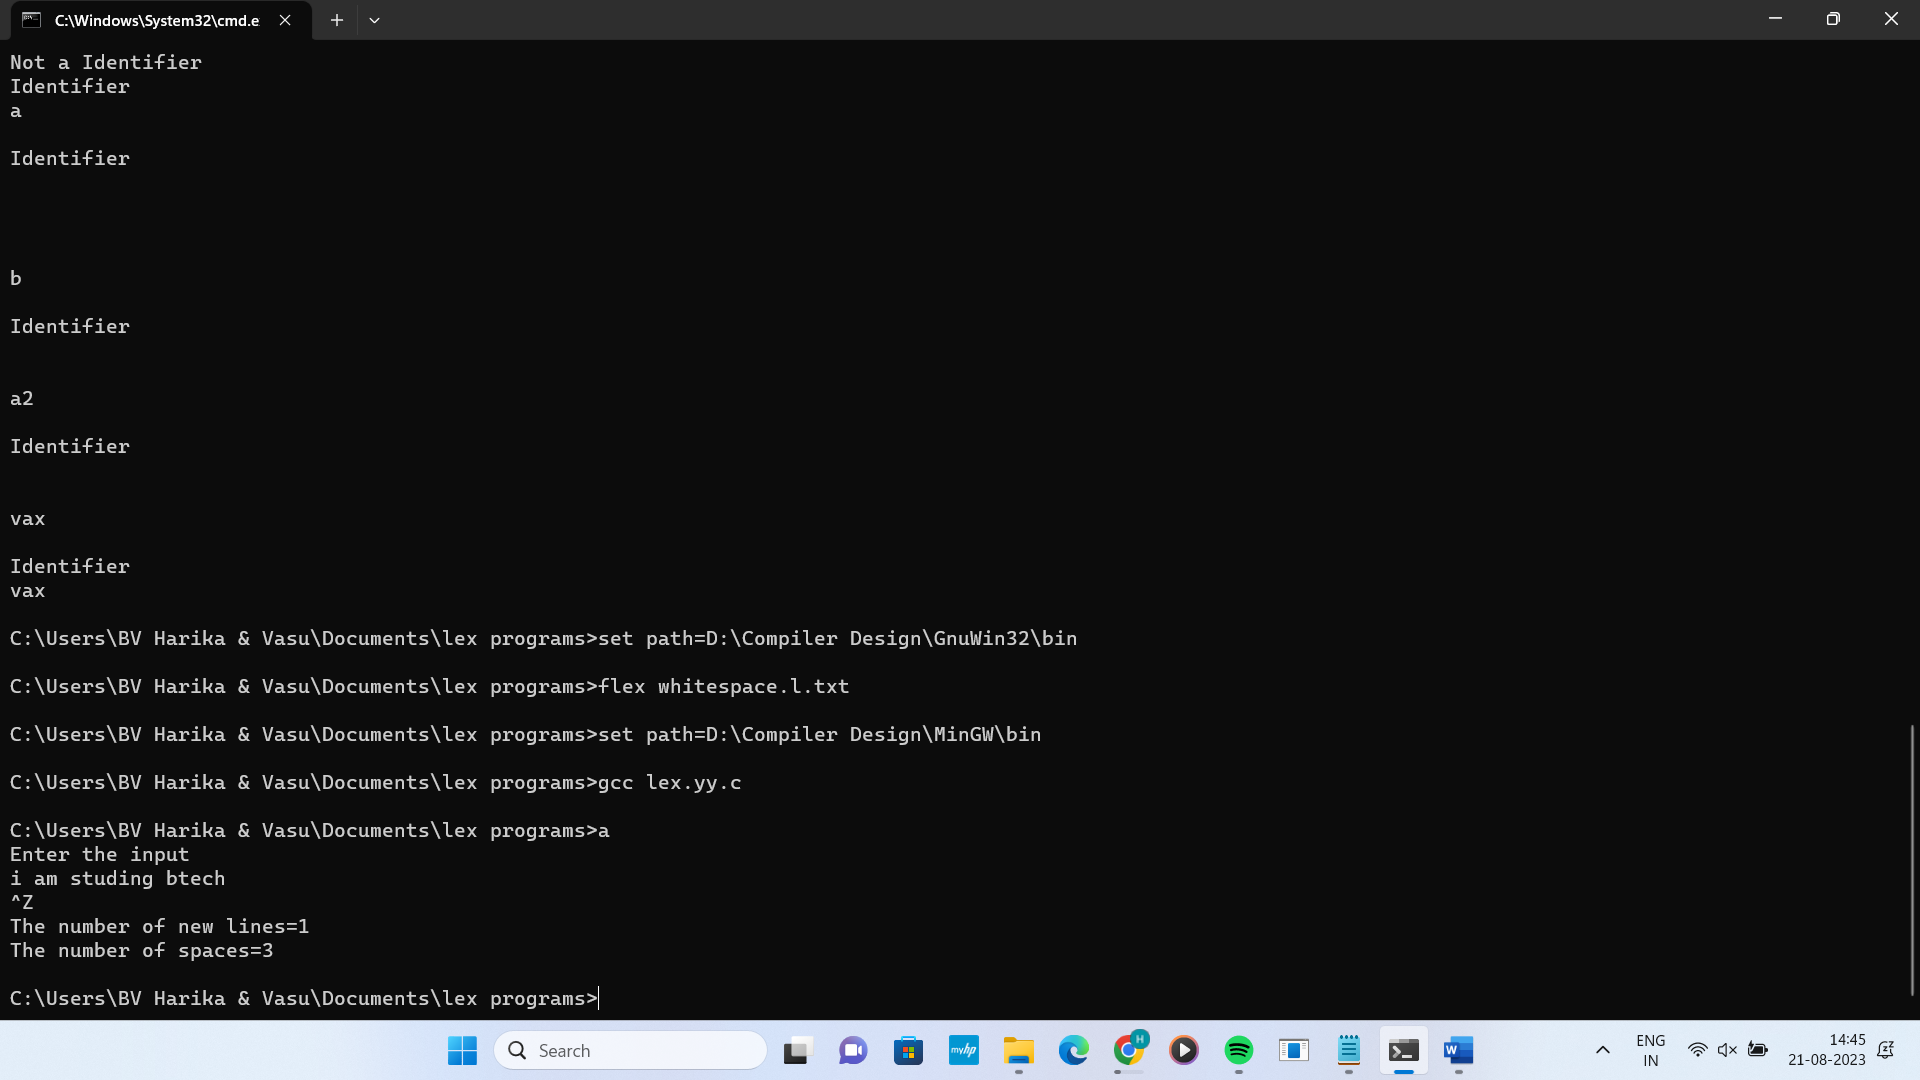 C:\Windows\System32\cmd.e
Not a Identifier
Identifier
a
Identifier
b
Identifier
a2
Identifier
vax
Identifier
vax
C:\Users\BV Harika & Vasu\Documents\lex programs>set path=D:\Compiler Design\GnuWin32\bin
C:\Users\BV Harika & Vasu\Documents\lex programs>flex whitespace.l.txt
C:\Users\BV Harika & Vasu\Documents\lex programs>set path=D:\Compiler Design\MinGW\bin
C:\Users\BV Harika & Vasu\Documents\lex programs>gcc lex.yy.c
C:\Users\BV Harika & Vasu\Documents\lex programs>a
Enter the input
i am studing btech
^Z
The number of new lines=1
The number of spaces=3
C:\Users\BV Harika & Vasu\Documents\lex programs>
Search
myhp
H
W
ENG
IN
14:45
21-08-2023